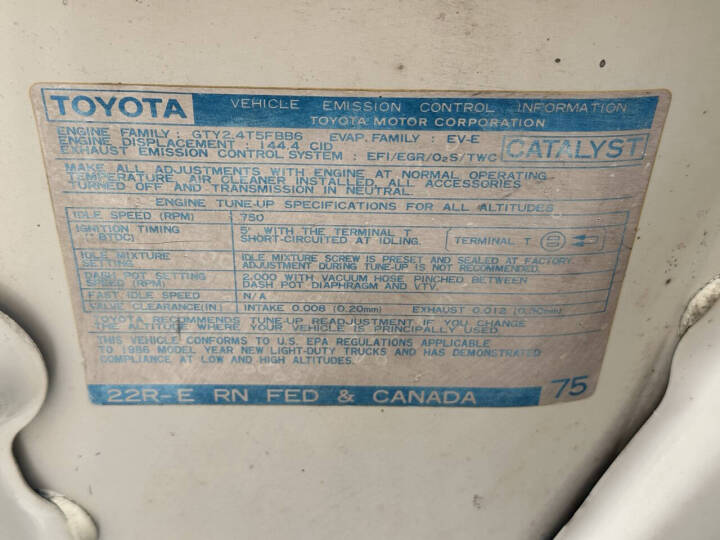 TOYOTA
VEHICLE EMISSION CONTROL INFORMATION
TOYOTA MOTOR CORPORATION
ENGINE FAMILY : GTY2.4T5FBB6 EVAP. FAMILY : EV-E
ENGINE DISPLACEMENT : 144.4 CID
EXHAUST EMISSION CONTROL SYSTEM : EFI/EGR/O₂S/TWC
CATALYST
MAKE ALL ADJUSTMENTS WITH ENGINE AT NORMAL OPERATING
TEMPERATURE, AIR CLEANER INSTALLED, ALL ACCESSORIES
TURNED OFF AND TRANSMISSION IN NEUTRAL.
ENGINE TUNE-UP SPECIFICATIONS FOR ALL ALTITUDES
IDLE SPEED (RPM) 750
IGNITION TIMING (° BTDC) 5° WITH THE TERMINAL T
SHORT-CIRCUITED AT IDLING.
TERMINAL T
IDLE MIXTURE SETTING IDLE MIXTURE SCREW IS PRESET AND SEALED AT FACTORY.
ADJUSTMENT DURING TUNE-UP IS NOT RECOMMENDED.
DASH POT SETTING SPEED (RPM) 2,000 WITH VACUUM HOSE PINCHED BETWEEN
DASH POT DIAPHRAGM AND VTV.
FAST IDLE SPEED N/A
VALVE CLEARANCE(IN.) INTAKE 0.008 (0.20mm) EXHAUST 0.012 (0.30mm)
TOYOTA RECOMMENDS TUNE-UP READJUSTMENT IF YOU CHANGE
THE ALTITUDE WHERE YOUR VEHICLE IS PRINCIPALLY USED.
THIS VEHICLE CONFORMS TO U.S. EPA REGULATIONS APPLICABLE
TO 1986 MODEL YEAR NEW LIGHT-DUTY TRUCKS AND HAS DEMONSTRATED
COMPLIANCE AT LOW AND HIGH ALTITUDES.
22R-E RN FED & CANADA 75